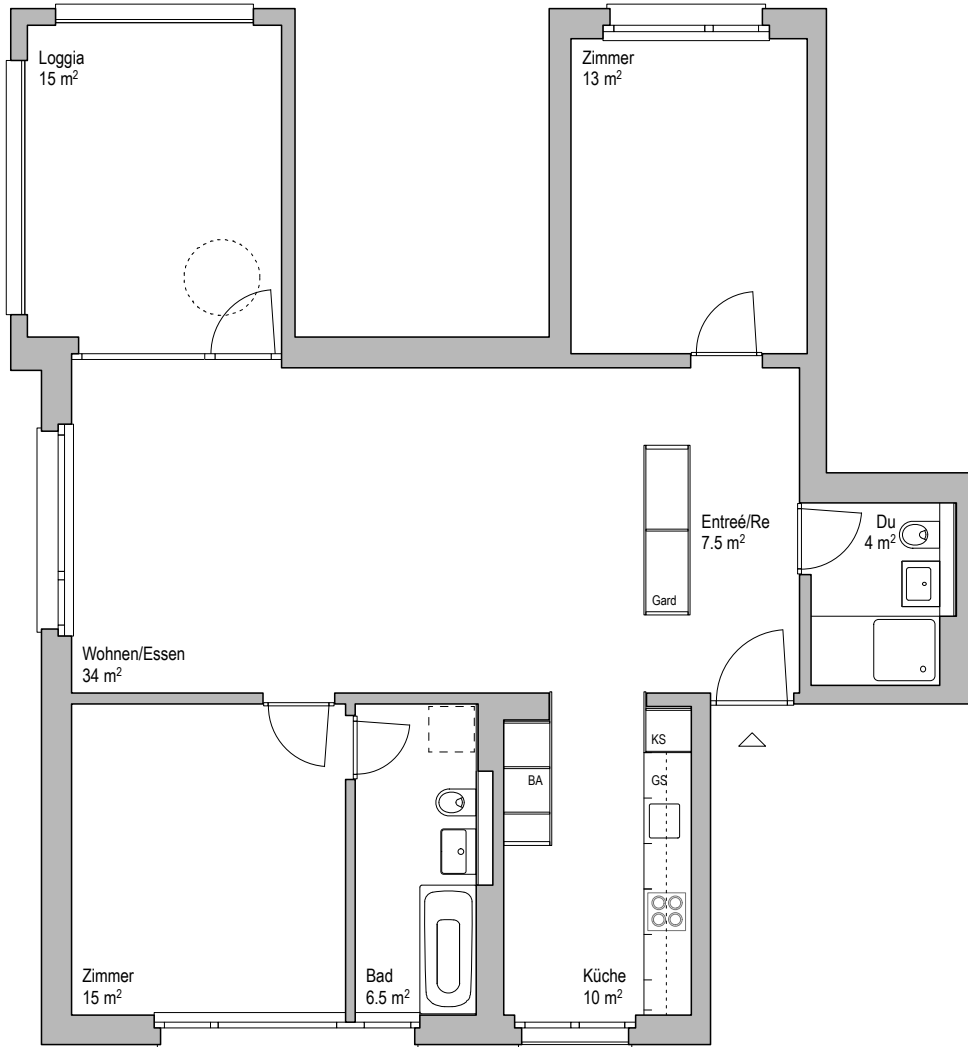 Loggia
15 m²
Zimmer
13 m²
Entreé/Re
7.5 m²
Du
4 m²
Gard
Wohnen/Essen
34 m²
KS
BA
GS
Zimmer
15 m²
Bad
6.5 m²
Küche
10 m²